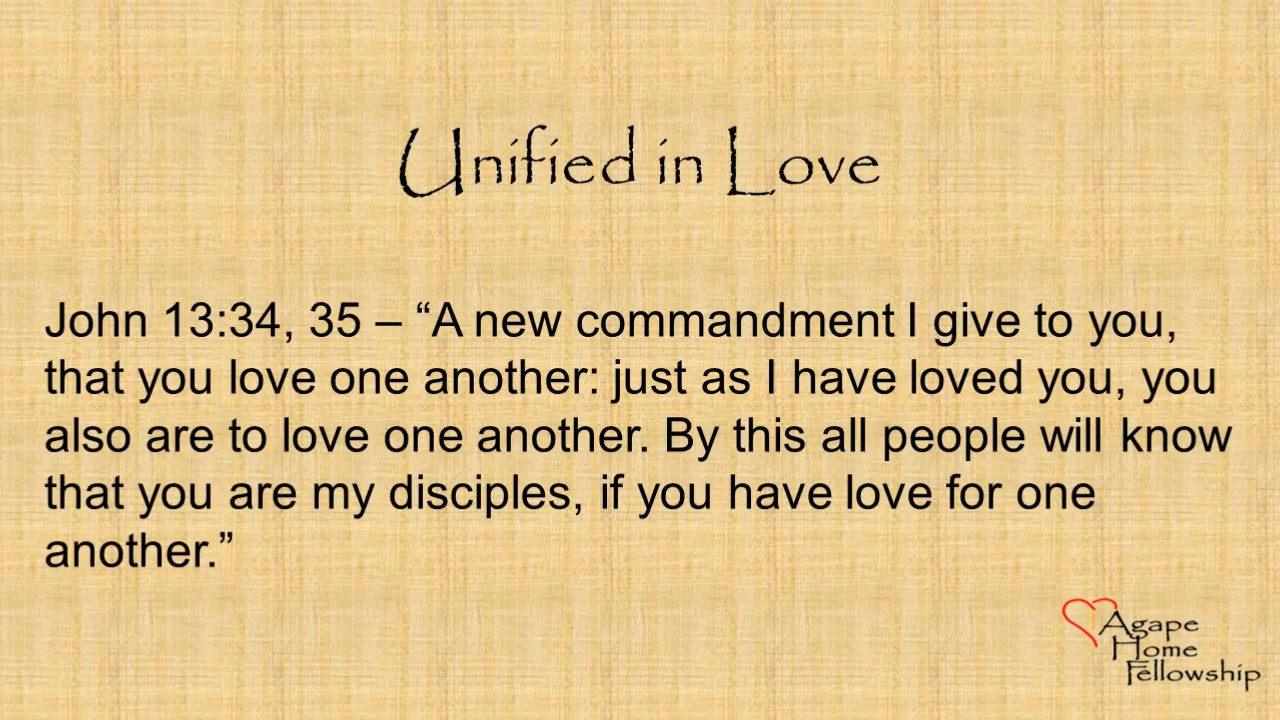 Unified in Love
John 13:34, 35 – “A new commandment I give to you,
that you love one another: just as I have loved you, you
also are to love one another. By this all people will know
that you are my disciples, if you have love for one
another.”
Agape
Home
Fellowship